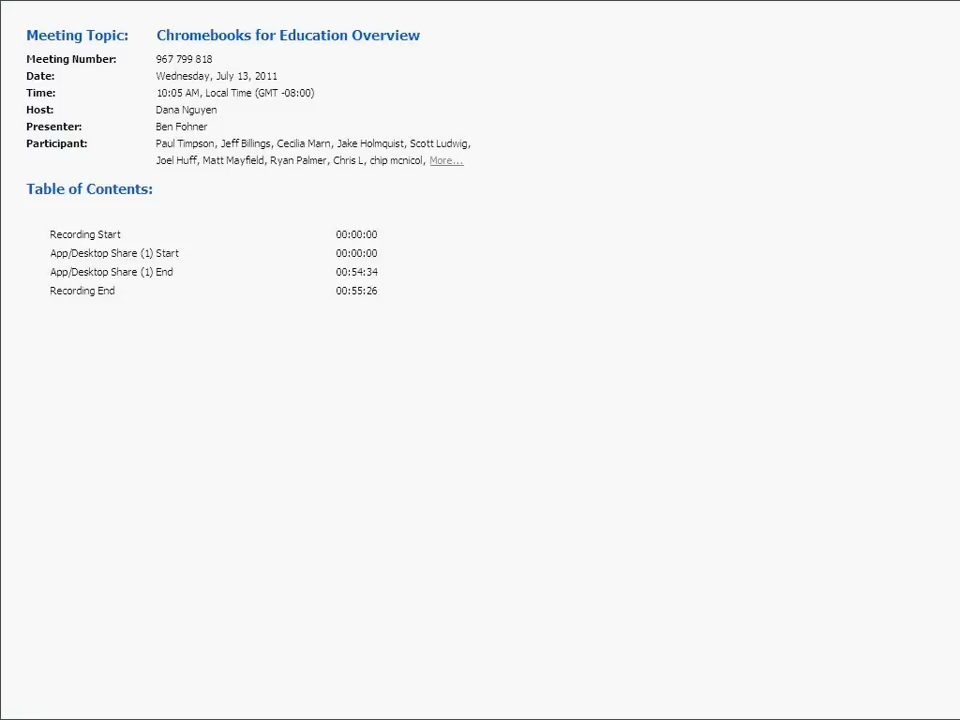 Meeting Topic: Chromebooks for Education Overview
Meeting Number: 967 799 818
Date: Wednesday, July 13, 2011
Time: 10:05 AM, Local Time (GMT -08:00)
Host: Dana Nguyen
Presenter: Ben Fohner
Participant: Paul Timpson, Jeff Billings, Cecilia Marn, Jake Holmquist, Scott Ludwig,
Joel Huff, Matt Mayfield, Ryan Palmer, Chris L, chip mcnicol, More...
Table of Contents:
Recording Start 00:00:00
App/Desktop Share (1) Start 00:00:00
App/Desktop Share (1) End 00:54:34
Recording End 00:55:26